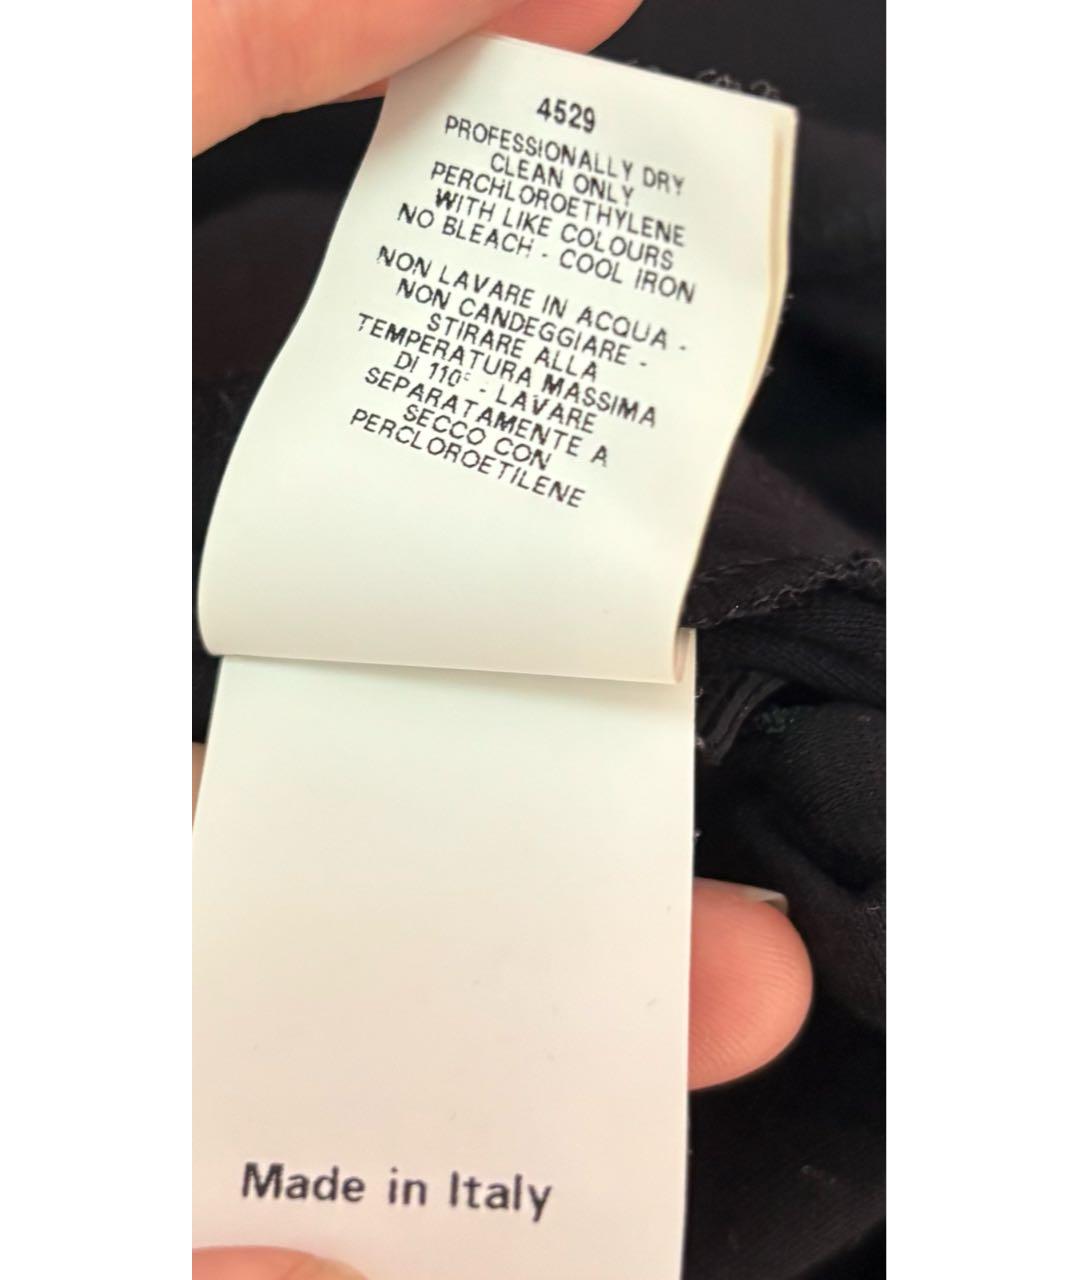 4529
PROFESSIONALLY DRY
CLEAN ONLY
PERCHLOROETHYLENE
WITH LIKE COLOURS
NO BLEACH - COOL IRON
NON LAVARE IN ACQUA -
NON CANDEGGIARE -
STIRARE ALLA
TEMPERATURA MASSIMA
DI 110° - LAVARE
SEPARATAMENTE A
SECCO CON
PERCLOROETILENE
Made in Italy